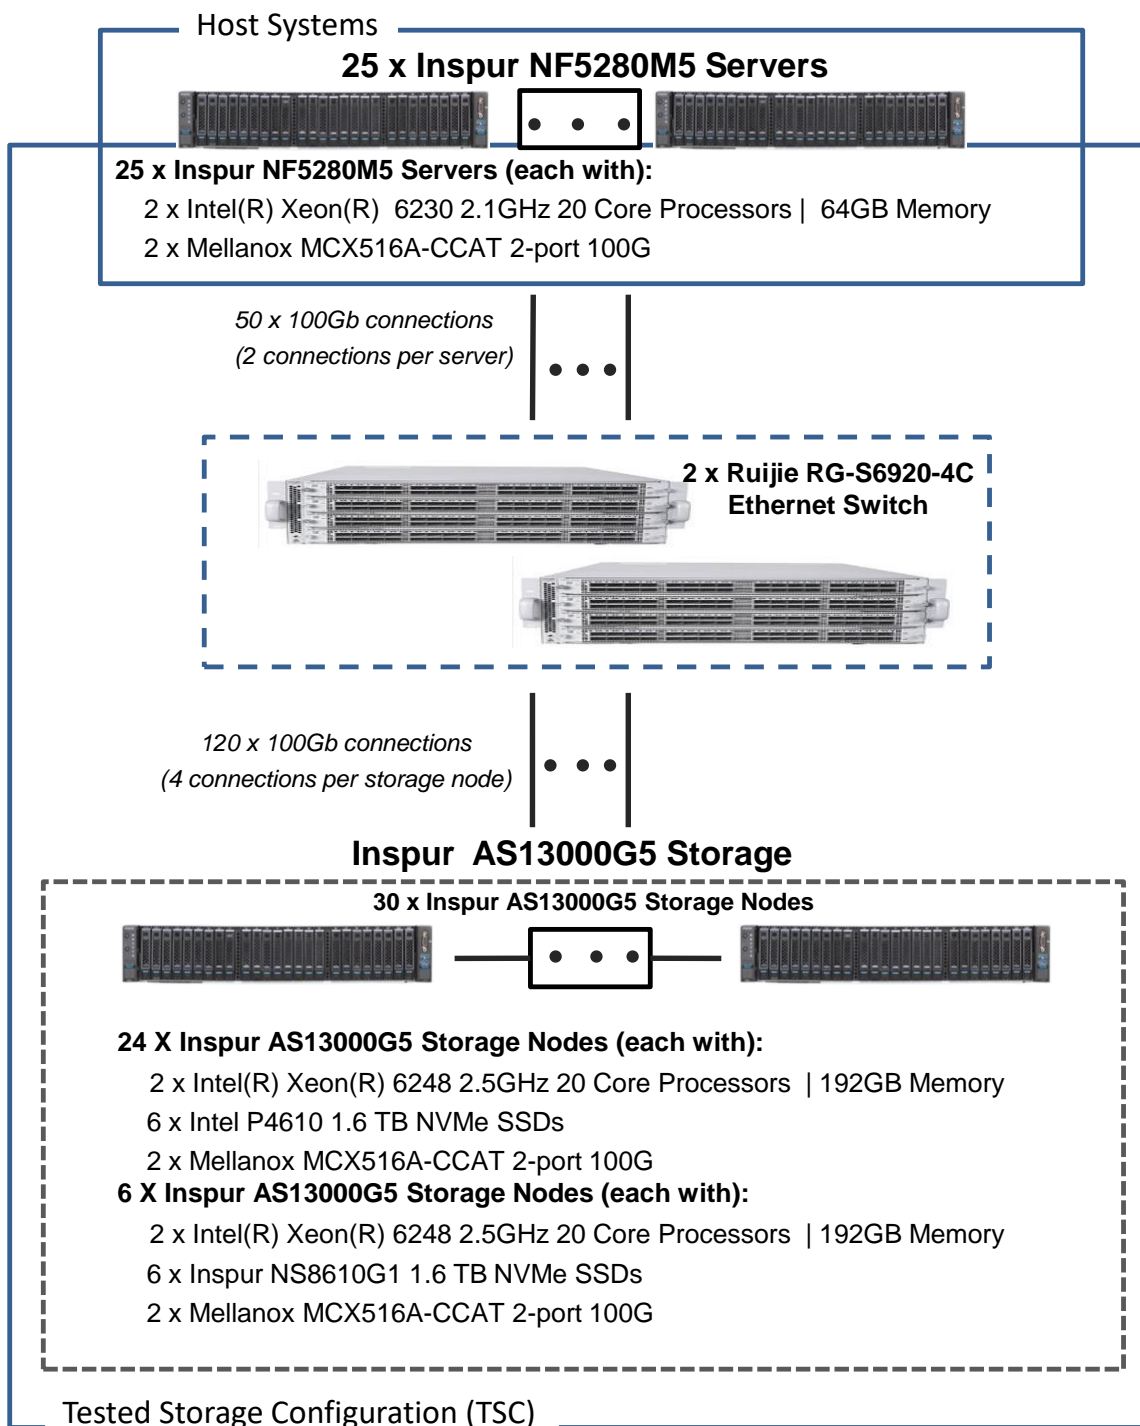 Host Systems
25 x Inspur NF5280M5 Servers
25 x Inspur NF5280M5 Servers (each with):
2 x Intel(R) Xeon(R) 6230 2.1GHz 20 Core Processors | 64GB Memory
2 x Mellanox MCX516A-CCAT 2-port 100G
50 x 100Gb connections
(2 connections per server)
2 x Ruijie RG-S6920-4C
Ethernet Switch
120 x 100Gb connections
(4 connections per storage node)
Inspur AS13000G5 Storage
30 x Inspur AS13000G5 Storage Nodes
24 X Inspur AS13000G5 Storage Nodes (each with):
2 x Intel(R) Xeon(R) 6248 2.5GHz 20 Core Processors | 192GB Memory
6 x Intel P4610 1.6 TB NVMe SSDs
2 x Mellanox MCX516A-CCAT 2-port 100G
6 X Inspur AS13000G5 Storage Nodes (each with):
2 x Intel(R) Xeon(R) 6248 2.5GHz 20 Core Processors | 192GB Memory
6 x Inspur NS8610G1 1.6 TB NVMe SSDs
2 x Mellanox MCX516A-CCAT 2-port 100G
Tested Storage Configuration (TSC)